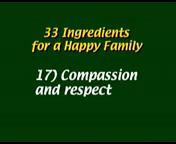 33 Ingredients
for a Happy Family
17) Compassion
and respect